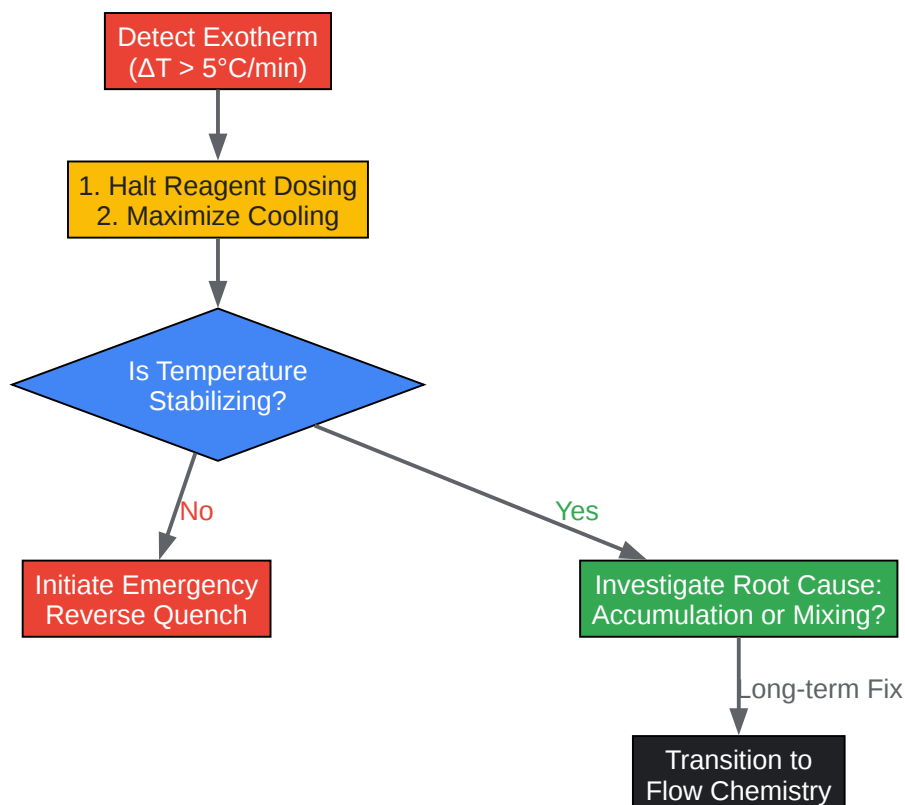 Detect Exotherm
(ΔT > 5°C/min)
1. Halt Reagent Dosing
2. Maximize Cooling
Is Temperature
Stabilizing?
No
Yes
Initiate Emergency
Reverse Quench
Investigate Root Cause:
Accumulation or Mixing?
Long-term Fix
Transition to
Flow Chemistry